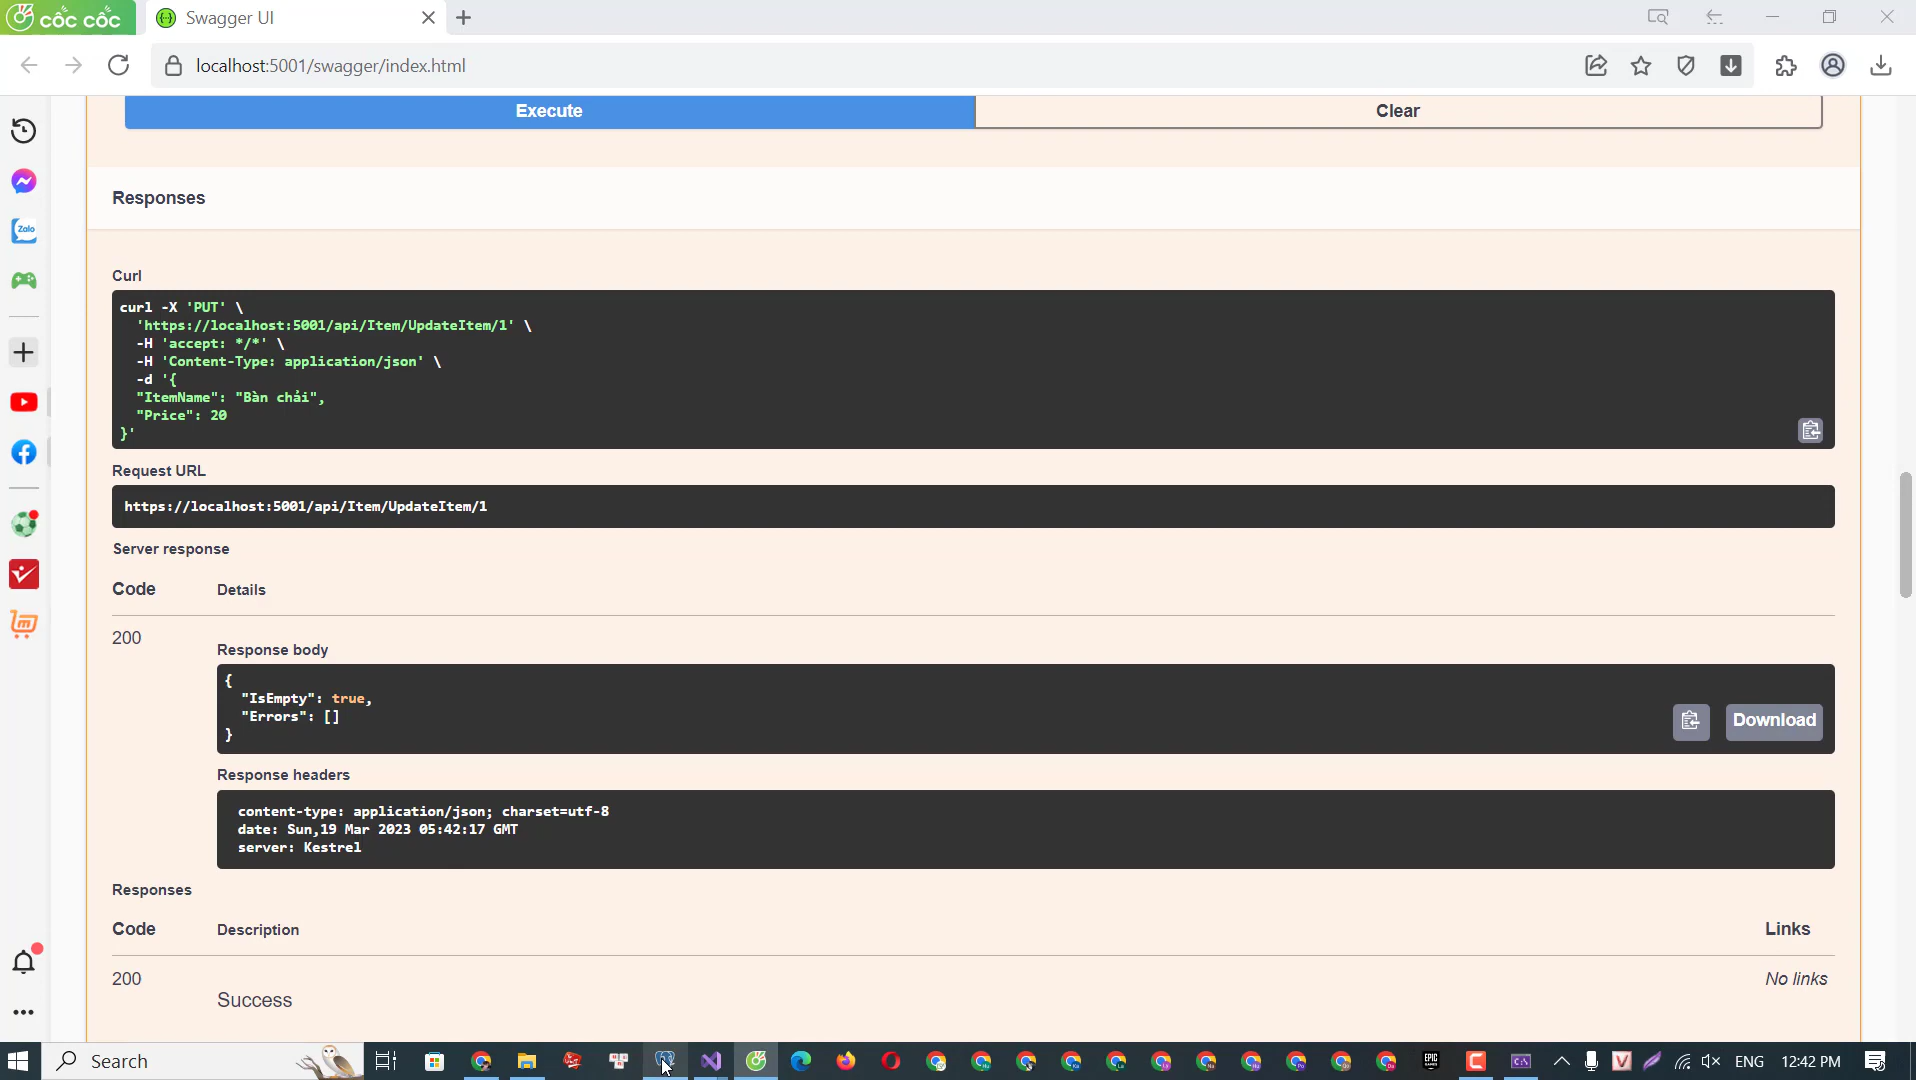 cốc cốc
Swagger UI
localhost:5001/swagger/index.html
Execute
Clear
Responses
Curl
curl -X 'PUT' \
'https://localhost:5001/api/Item/UpdateItem/1' \
-H 'accept: */*' \
-H 'Content-Type: application/json' \
-d '{
"ItemName": "Bàn chải",
"Price": 20
}'
Request URL
https://localhost:5001/api/Item/UpdateItem/1
Server response
Code
Details
200
Response body
{
"IsEmpty": true,
"Errors": []
}
Download
Response headers
content-type: application/json; charset=utf-8
date: Sun,19 Mar 2023 05:42:17 GMT
server: Kestrel
Responses
Code
Description
Links
200
Success
No links
Zalo
Search
EPIC
ENG
12:42 PM